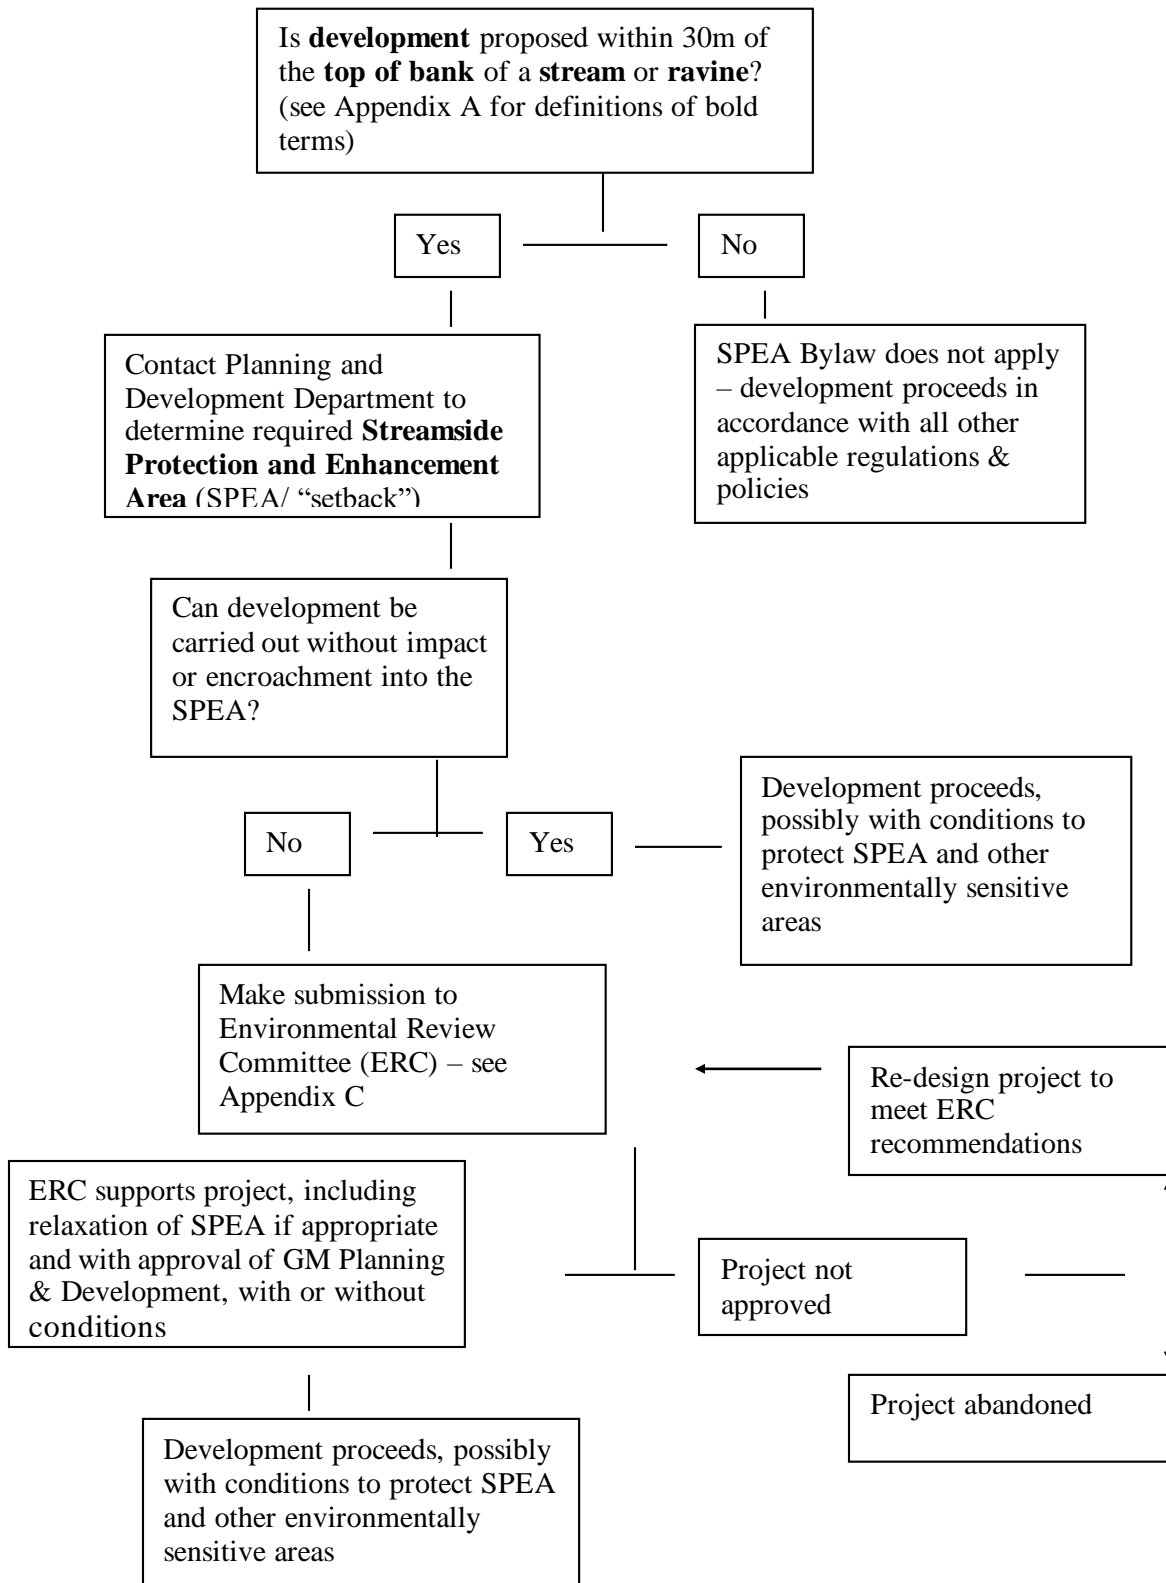 Is development proposed within 30m of
the top of bank of a stream or ravine?
(see Appendix A for definitions of bold
terms)
Yes
No
Contact Planning and
Development Department to
determine required Streamside
Protection and Enhancement
Area (SPEA/ “setback”)
SPEA Bylaw does not apply
– development proceeds in
accordance with all other
applicable regulations &
policies
Can development be
carried out without impact
or encroachment into the
SPEA?
No
Yes
Development proceeds,
possibly with conditions to
protect SPEA and other
environmentally sensitive
areas
Make submission to
Environmental Review
Committee (ERC) – see
Appendix C
Re-design project to
meet ERC
recommendations
ERC supports project, including
relaxation of SPEA if appropriate
and with approval of GM Planning
& Development, with or without
conditions
Project not
approved
Project abandoned
Development proceeds, possibly
with conditions to protect SPEA
and other environmentally
sensitive areas